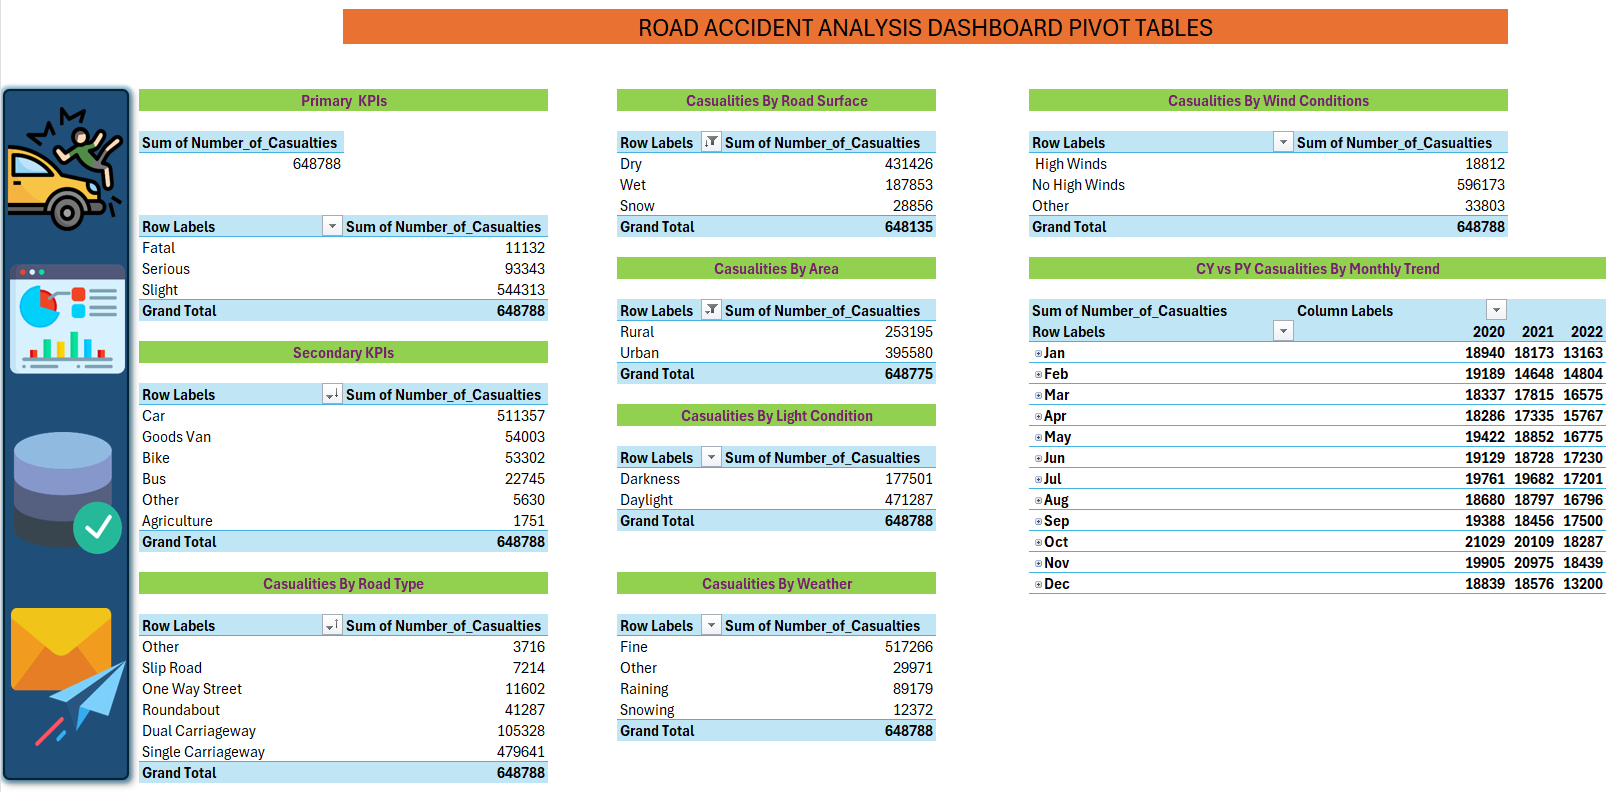 ROAD ACCIDENT ANALYSIS DASHBOARD PIVOT TABLES
Primary KPIs
Sum of Number_of_Casualties
648788
Row Labels Sum of Number_of_Casualties
Fatal 11132
Serious 93343
Slight 544313
Grand Total 648788
Secondary KPIs
Row Labels Sum of Number_of_Casualties
Car 511357
Goods Van 54003
Bike 53302
Bus 22745
Other 5630
Agriculture 1751
Grand Total 648788
Casualities By Road Type
Row Labels Sum of Number_of_Casualties
Other 3716
Slip Road 7214
One Way Street 11602
Roundabout 41287
Dual Carriageway 105328
Single Carriageway 479641
Grand Total 648788
Casualities By Road Surface
Row Labels Sum of Number_of_Casualties
Dry 431426
Wet 187853
Snow 28856
Grand Total 648135
Casualities By Area
Row Labels Sum of Number_of_Casualties
Rural 253195
Urban 395580
Grand Total 648775
Casualities By Light Condition
Row Labels Sum of Number_of_Casualties
Darkness 177501
Daylight 471287
Grand Total 648788
Casualities By Weather
Row Labels Sum of Number_of_Casualties
Fine 517266
Other 29971
Raining 89179
Snowing 12372
Grand Total 648788
Casualities By Wind Conditions
Row Labels Sum of Number_of_Casualties
High Winds 18812
No High Winds 596173
Other 33803
Grand Total 648788
CY vs PY Casualities By Monthly Trend
Sum of Number_of_Casualties Column Labels
Row Labels 2020 2021 2022
Jan 18940 18173 13163
Feb 19189 14648 14804
Mar 18337 17815 16575
Apr 18286 17335 15767
May 19422 18852 16775
Jun 19129 18728 17230
Jul 19761 19682 17201
Aug 18680 18797 16796
Sep 19388 18456 17500
Oct 21029 20109 18287
Nov 19905 20975 18439
Dec 18839 18576 13200